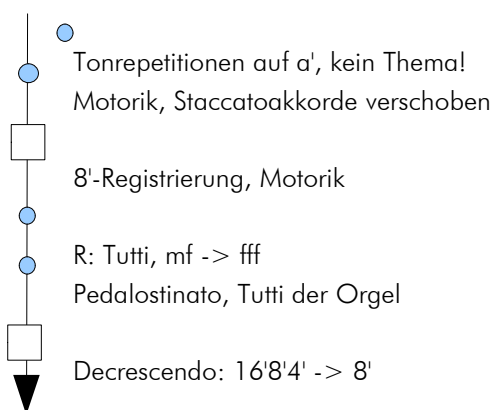 Tonrepetitionen auf a', kein Thema!
Motorik, Staccatoakkorde verschoben
8'-Registrierung, Motorik
R: Tutti, mf -> fff
Pedalostinato, Tutti der Orgel
Decrescendo: 16'8'4' -> 8'